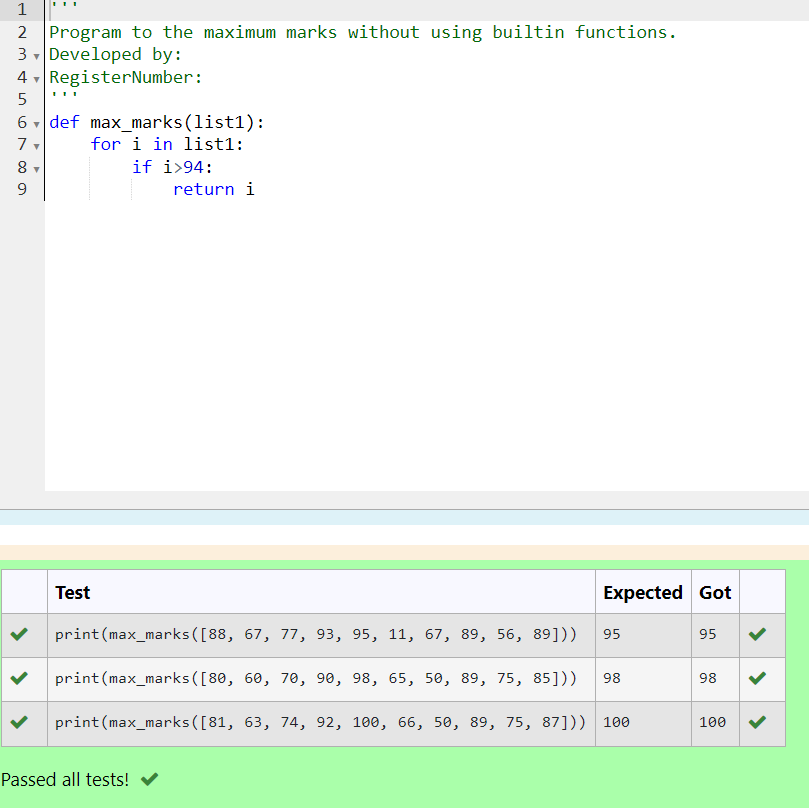 1 '''
2 Program to the maximum marks without using builtin functions.
3 Developed by:
4 RegisterNumber:
5 '''
6 def max_marks(list1):
7     for i in list1:
8         if i>94:
9             return i
Test Expected Got
print(max_marks([88, 67, 77, 93, 95, 11, 67, 89, 56, 89])) 95 95
print(max_marks([80, 60, 70, 90, 98, 65, 50, 89, 75, 85])) 98 98
print(max_marks([81, 63, 74, 92, 100, 66, 50, 89, 75, 87])) 100 100
Passed all tests!